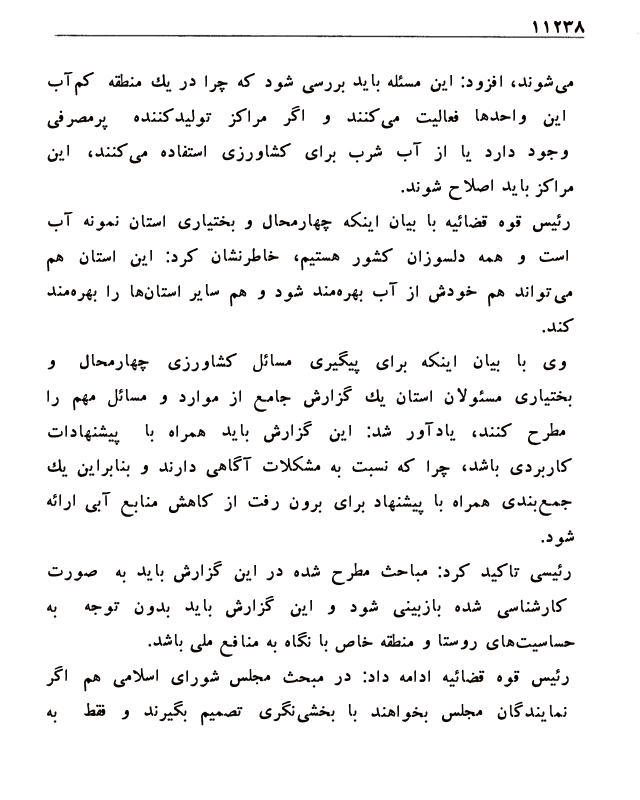 ۱۱۲۳۸
می‌شوند، افزود: این مسئله باید بررسی شود که چرا در یك منطقه کم‌آب
این واحدها فعالیت می‌کنند و اگر مراکز تولیدکننده پرمصرفی
وجود دارد یا از آب شرب برای کشاورزی استفاده می‌کنند، این
مراکز باید اصلاح شوند.
رئیس قوه قضائیه با بیان اینکه چهارمحال و بختیاری استان نمونه آب
است و همه دلسوزان کشور هستیم، خاطرنشان کرد: این استان هم
می‌تواند هم خودش از آب بهره‌مند شود و هم سایر استان‌ها را بهره‌مند
کند.
وی با بیان اینکه برای پیگیری مسائل کشاورزی چهارمحال و
بختیاری مسئولان استان یك گزارش جامع از موارد و مسائل مهم را
مطرح کنند، یادآور شد: این گزارش باید همراه با پیشنهادات
کاربردی باشد، چرا که نسبت به مشکلات آگاهی دارند و بنابراین یك
جمع‌بندی همراه با پیشنهاد برای برون رفت از کاهش منابع آبی ارائه
شود.
رئیسی تاکید کرد: مباحث مطرح شده در این گزارش باید به صورت
کارشناسی شده بازبینی شود و این گزارش باید بدون توجه به
حساسیت‌های روستا و منطقه خاص با نگاه به منافع ملی باشد.
رئیس قوه قضائیه ادامه داد: در مبحث مجلس شورای اسلامی هم اگر
نمایندگان مجلس بخواهند با بخشی‌نگری تصمیم بگیرند و فقط به